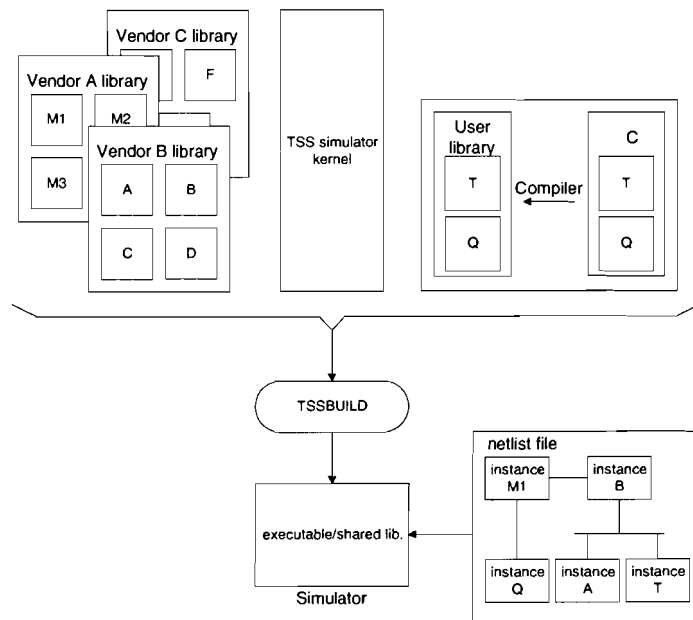 Vendor C library
F
Vendor A library
M1
M2
M3
Vendor B library
A
B
C
D
TSS simulator
kernel
User
library
T
Q
Compiler
C
T
Q
TSSBUILD
executable/shared lib.
Simulator
netlist file
instance
M1
instance
B
instance
Q
instance
A
instance
T